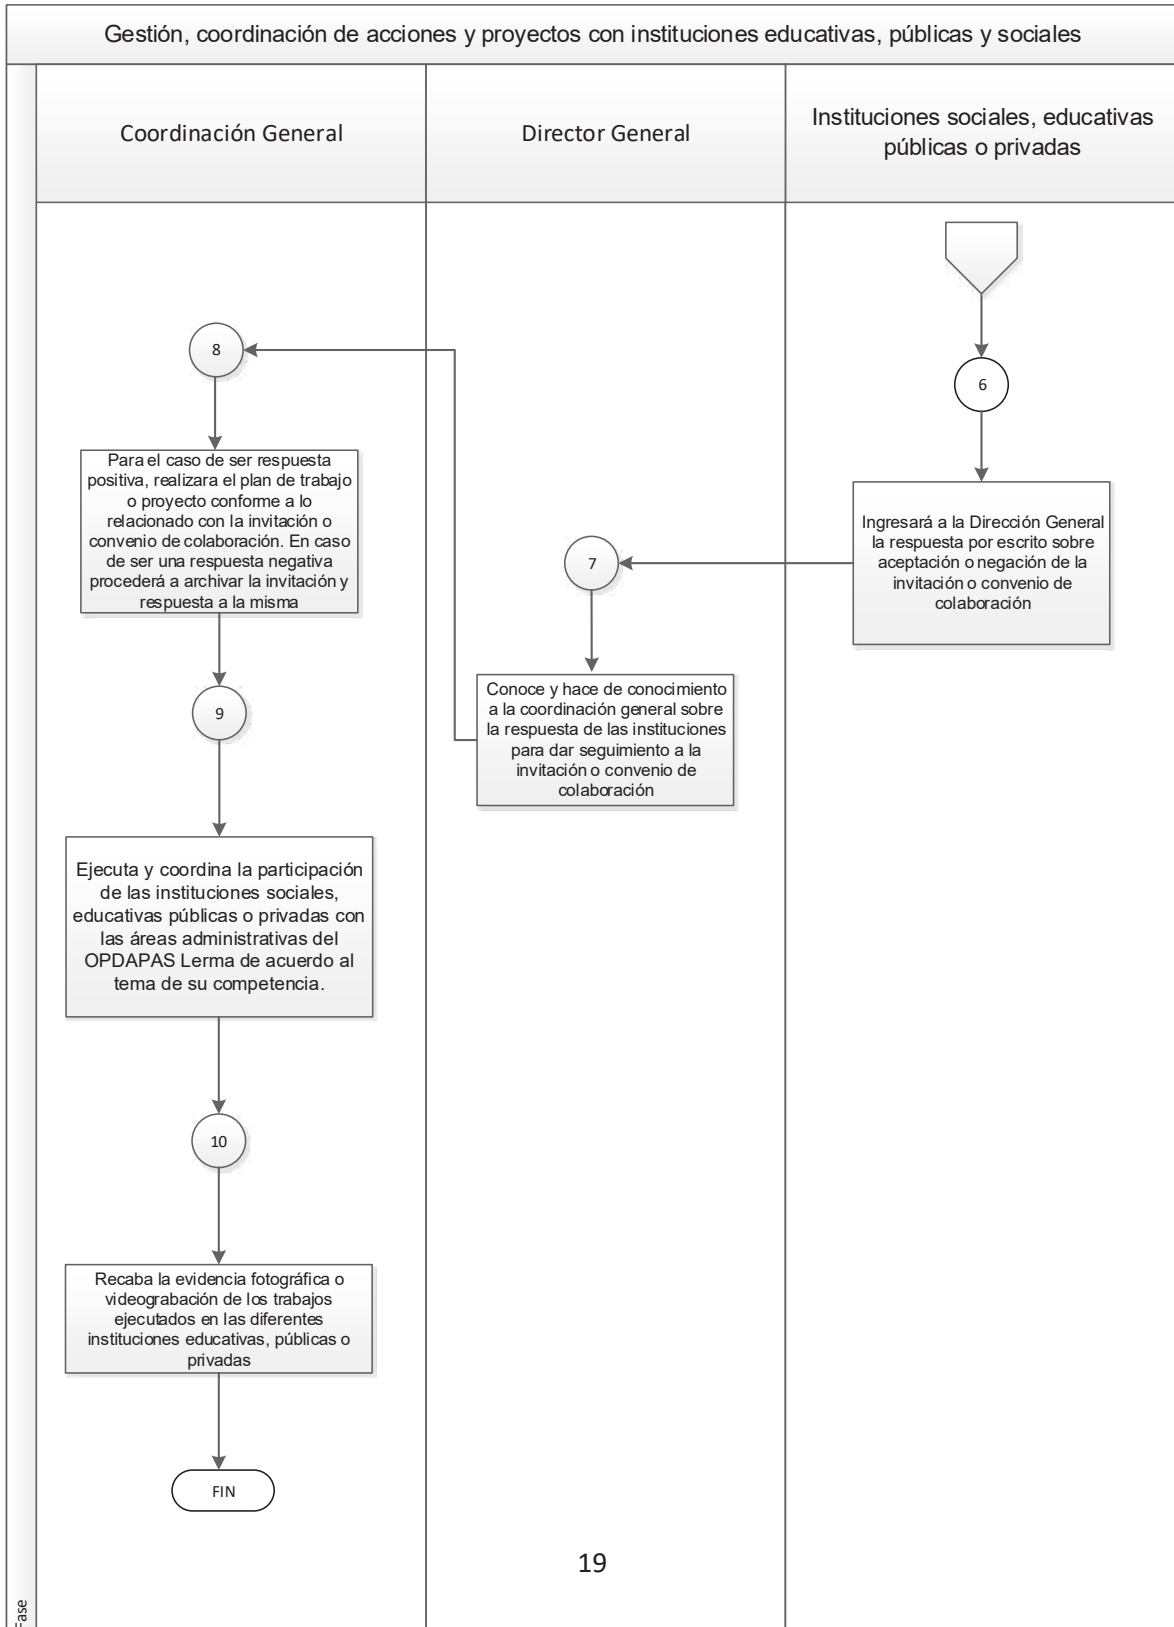 Gestión, coordinación de acciones y proyectos con instituciones educativas, públicas y sociales
Coordinación General
Director General
Instituciones sociales, educativas
públicas o privadas
6
Ingresará a la Dirección General
la respuesta por escrito sobre
aceptación o negación de la
invitación o convenio de
colaboración
7
Conoce y hace de conocimiento
a la coordinación general sobre
la respuesta de las instituciones
para dar seguimiento a la
invitación o convenio de
colaboración
8
Para el caso de ser respuesta
positiva, realizara el plan de trabajo
o proyecto conforme a lo
relacionado con la invitación o
convenio de colaboración. En caso
de ser una respuesta negativa
procederá a archivar la invitación y
respuesta a la misma
9
Ejecuta y coordina la participación
de las instituciones sociales,
educativas públicas o privadas con
las áreas administrativas del
OPDAPAS Lerma de acuerdo al
tema de su competencia.
10
Recaba la evidencia fotográfica o
videograbación de los trabajos
ejecutados en las diferentes
instituciones educativas, públicas o
privadas
FIN
19
Fase